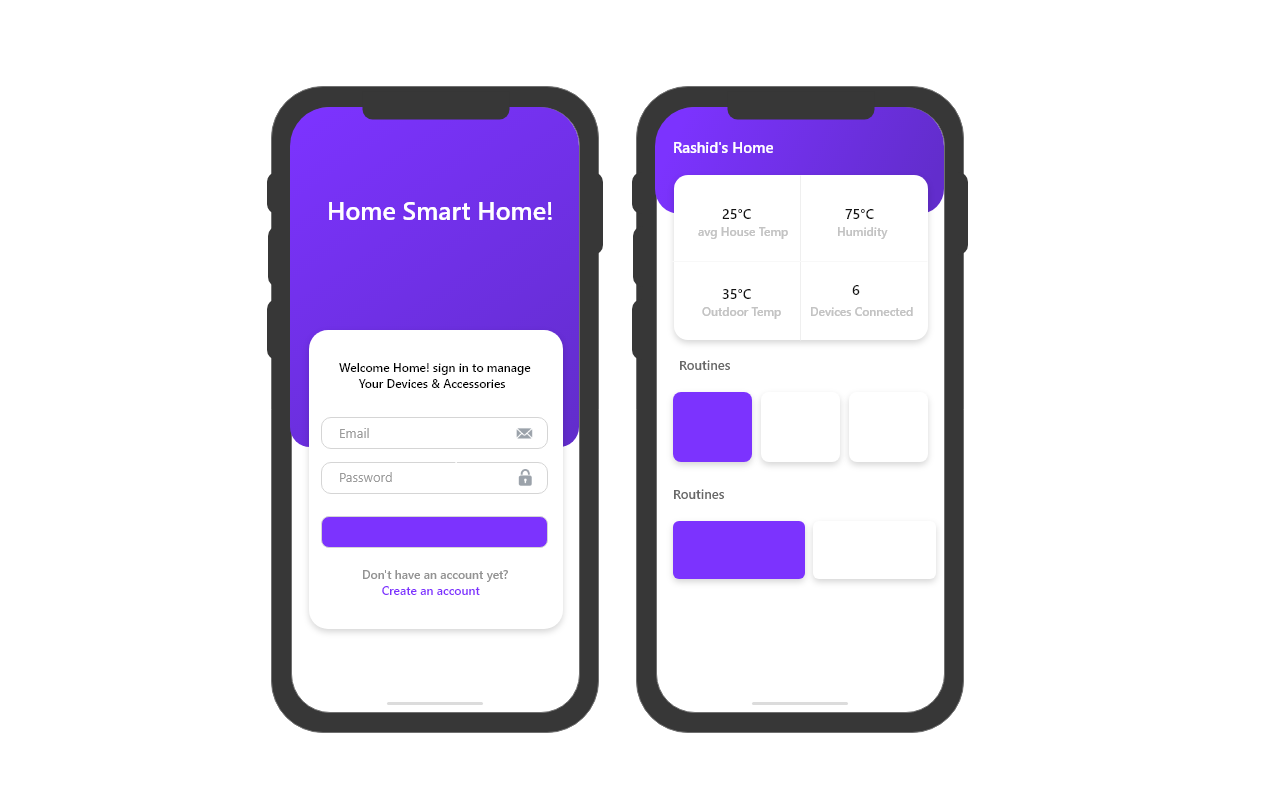 Home Smart Home!
Welcome Home! sign in to manage
Your Devices & Accessories
Email
Password
Don't have an account yet?
Create an account
Rashid's Home
25°C
avg House Temp
75°C
Humidity
35°C
Outdoor Temp
6
Devices Connected
Routines
Routines